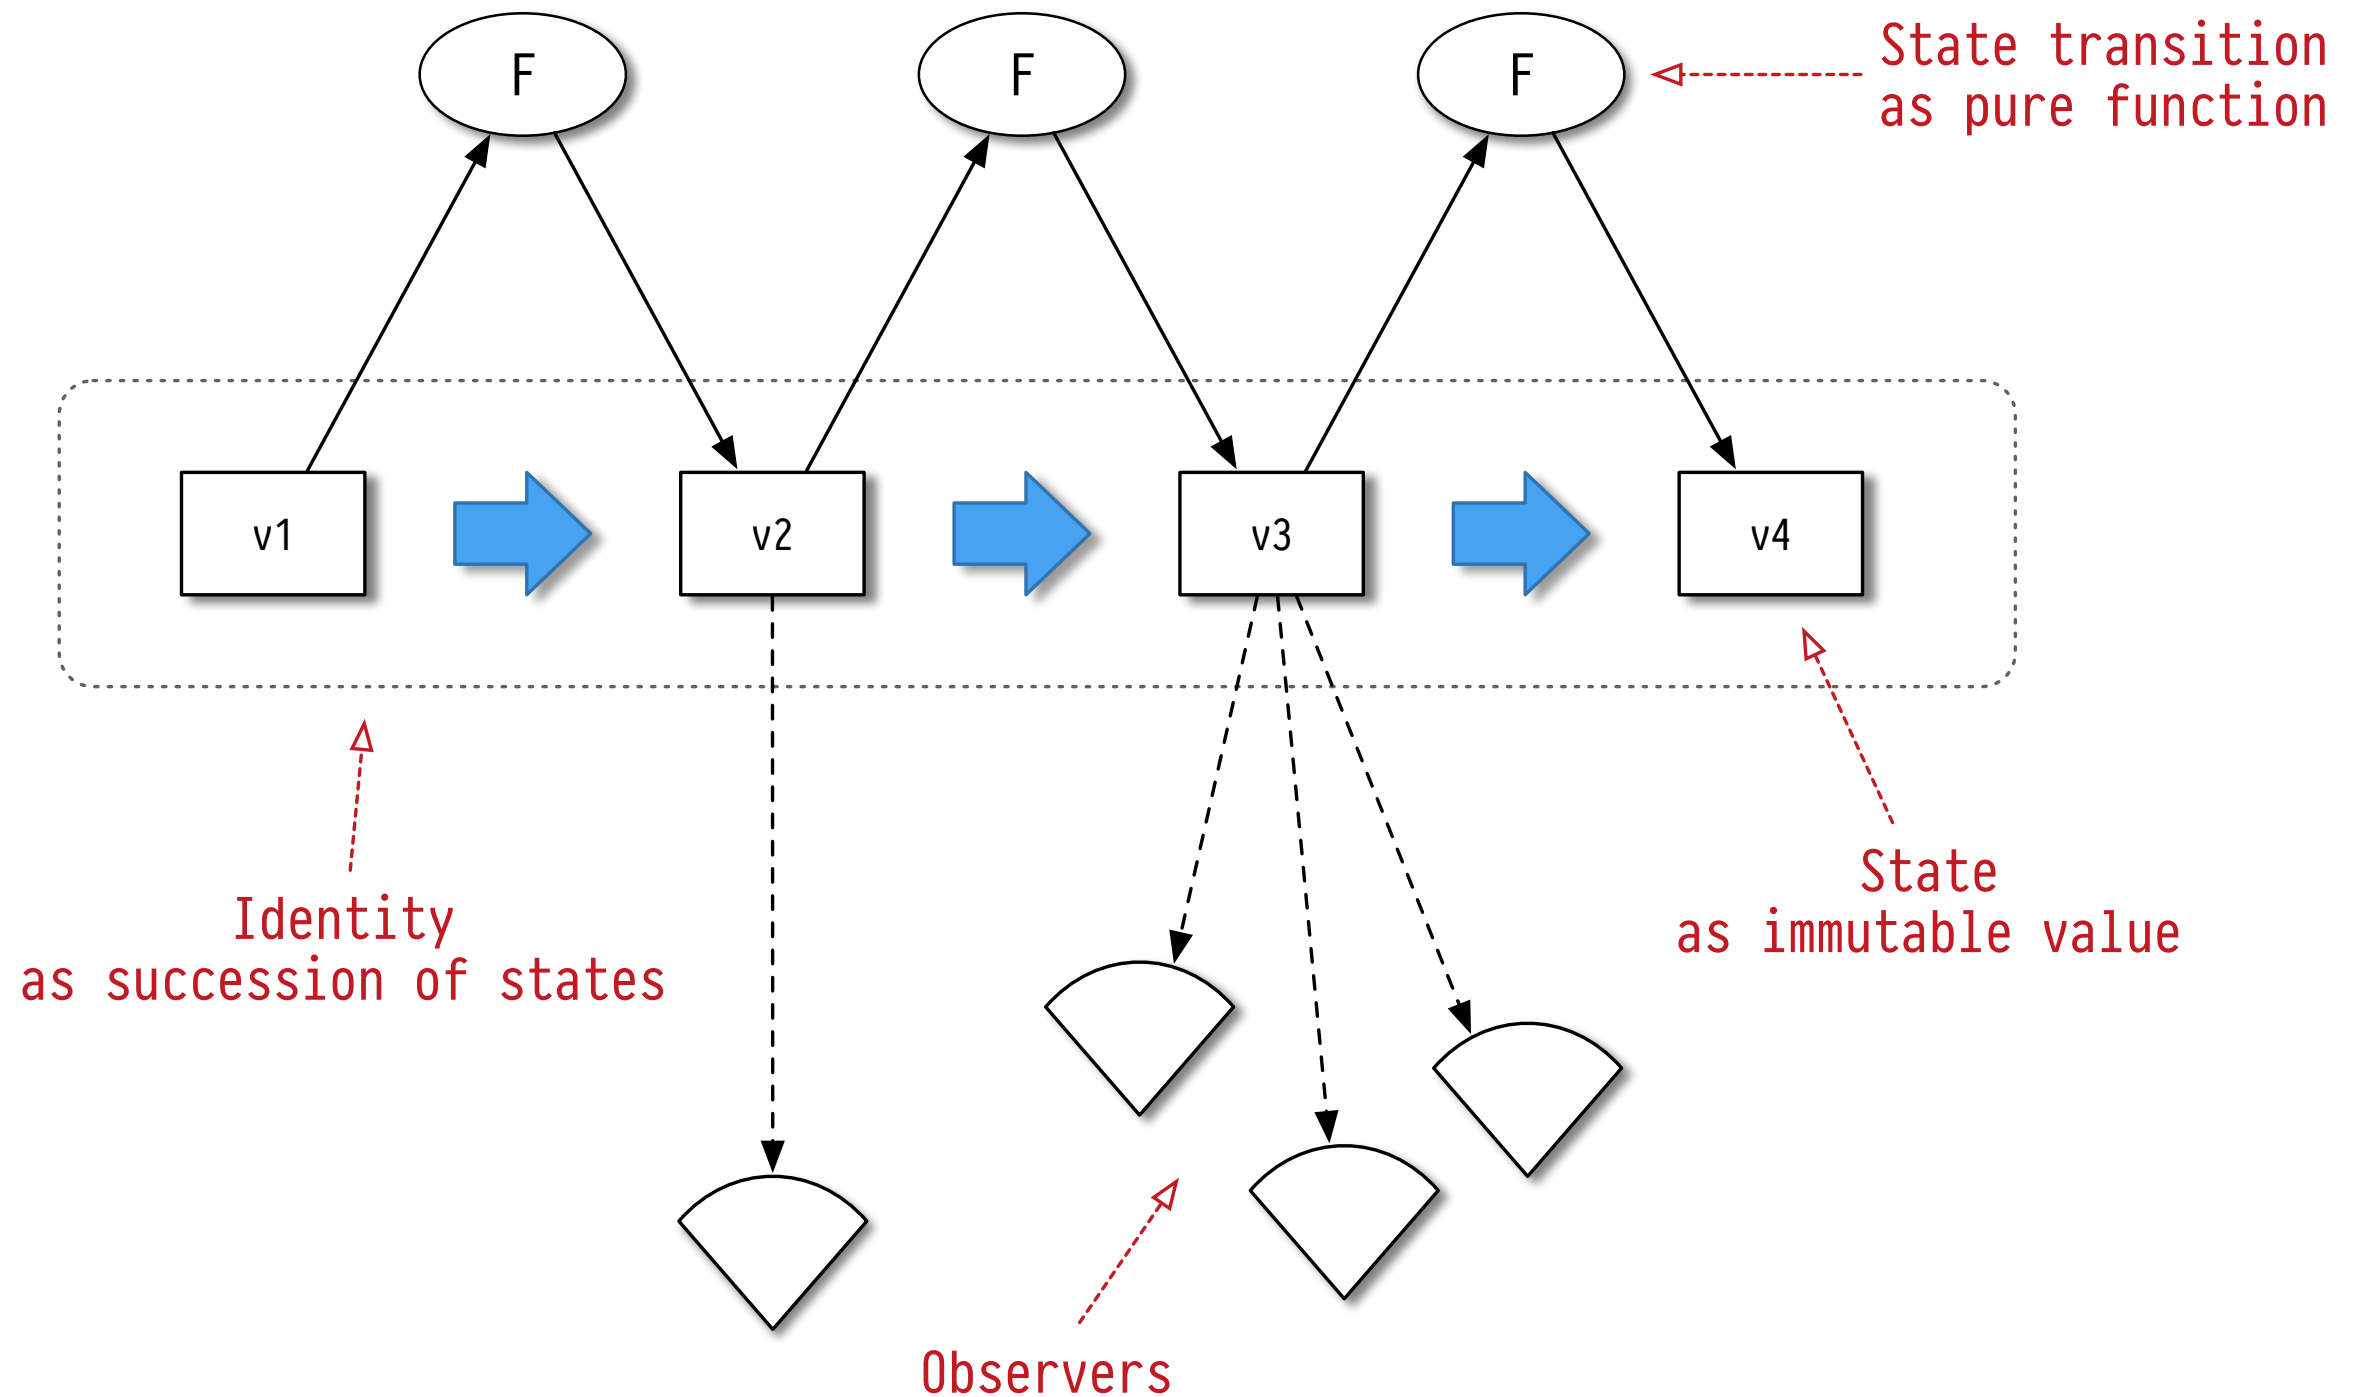 F
F
F
State transition
as pure function
v1
v2
v3
v4
Identity
as succession of states
State
as immutable value
Observers